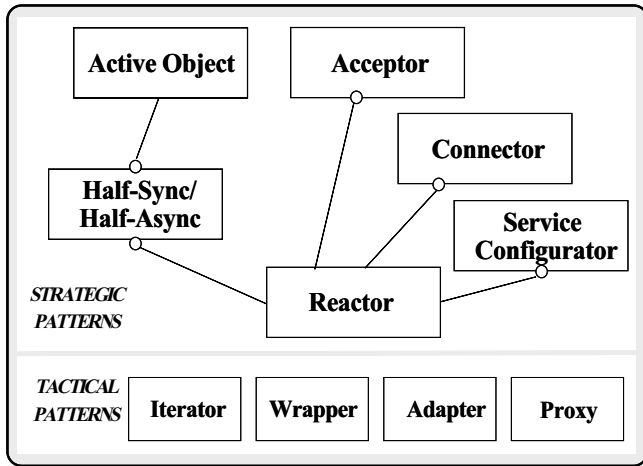 Active Object
Acceptor
Connector
Half-Sync/
Half-Async
Service
Configurator
Reactor
STRATEGIC
PATTERNS
TACTICAL
PATTERNS
Iterator
Wrapper
Adapter
Proxy